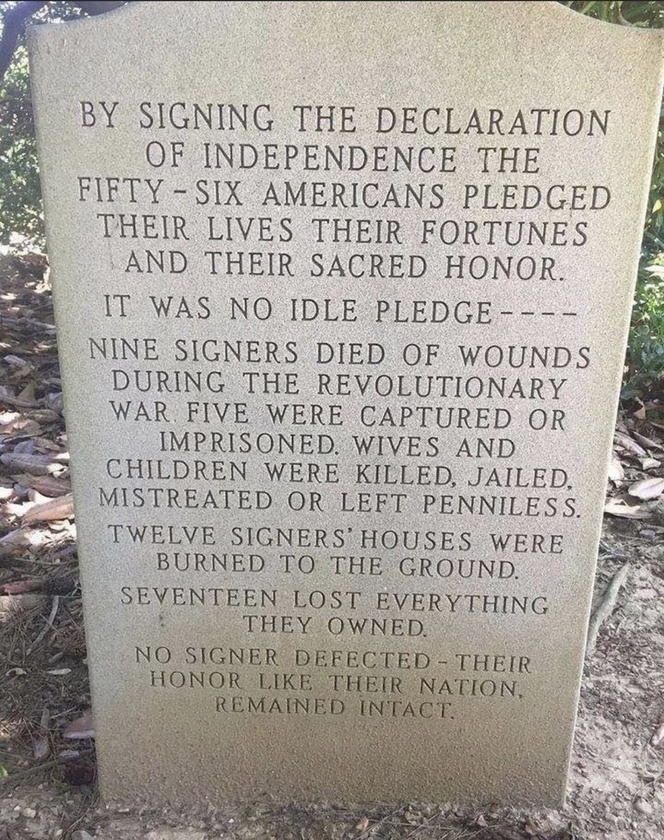 BY SIGNING THE DECLARATION
OF INDEPENDENCE THE
FIFTY-SIX AMERICANS PLEDGED
THEIR LIVES THEIR FORTUNES
AND THEIR SACRED HONOR.
IT WAS NO IDLE PLEDGE----
NINE SIGNERS DIED OF WOUNDS
DURING THE REVOLUTIONARY
WAR. FIVE WERE CAPTURED OR
IMPRISONED. WIVES AND
CHILDREN WERE KILLED, JAILED,
MISTREATED OR LEFT PENNILESS.
TWELVE SIGNERS' HOUSES WERE
BURNED TO THE GROUND.
SEVENTEEN LOST EVERYTHING
THEY OWNED.
NO SIGNER DEFECTED-THEIR
HONOR LIKE THEIR NATION,
REMAINED INTACT.